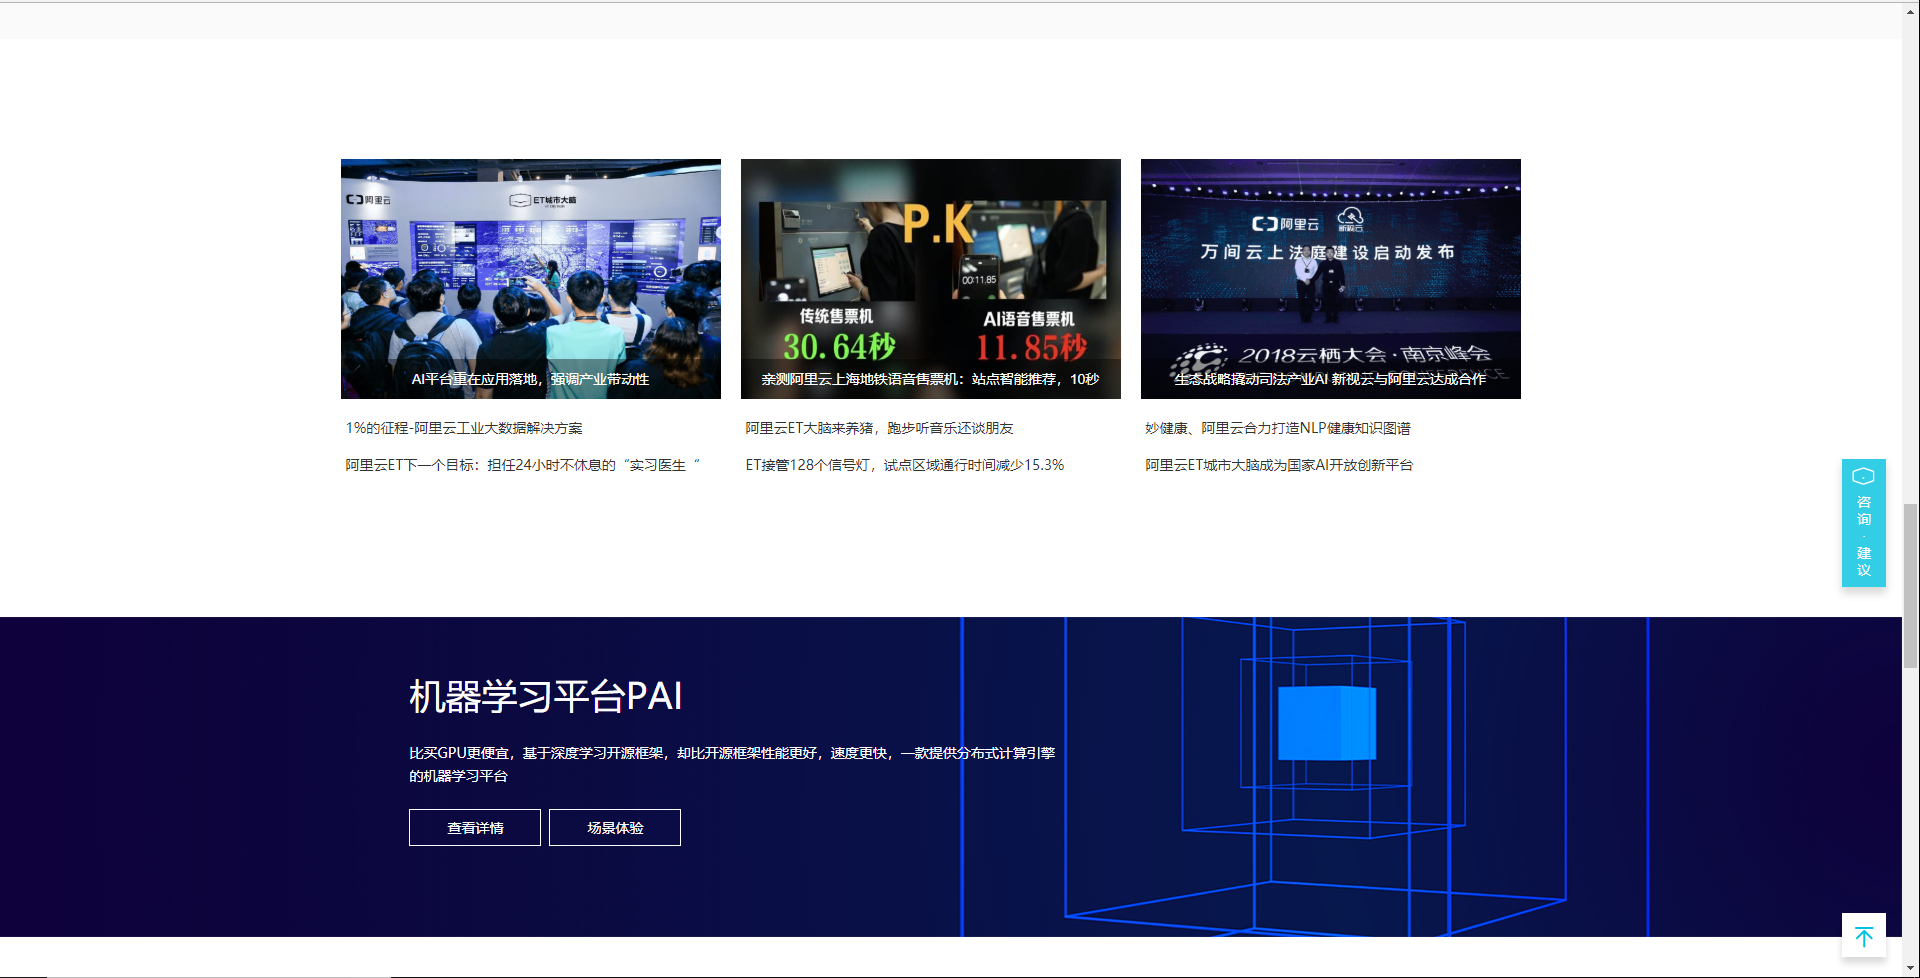 阿里云
ET城市大脑
AI平台重在应用落地，强调产业带动性
P.K
00:11.85
传统售票机
AI语音售票机
30.64秒
11.85秒
亲测阿里云上海地铁语音售票机：站点智能推荐，10秒
阿里云
新视云
万间云上法庭建设启动发布
2018云栖大会·南京峰会
生态战略撬动司法产业AI 新视云与阿里云达成合作
1%的征程-阿里云工业大数据解决方案
阿里云ET大脑来养猪，跑步听音乐还谈朋友
妙健康、阿里云合力打造NLP健康知识图谱
阿里云ET下一个目标：担任24小时不休息的“实习医生“
ET接管128个信号灯，试点区域通行时间减少15.3%
阿里云ET城市大脑成为国家AI开放创新平台
咨询·建议
机器学习平台PAI
比买GPU更便宜，基于深度学习开源框架，却比开源框架性能更好，速度更快，一款提供分布式计算引擎
的机器学习平台
查看详情
场景体验